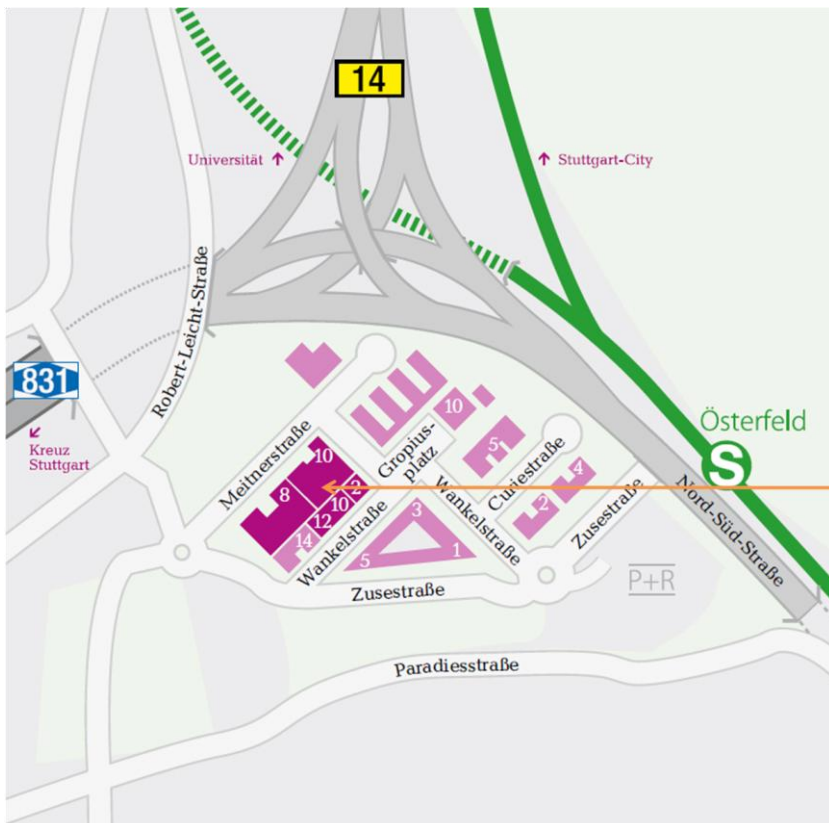 14
Universität ↑
↑ Stuttgart-City
Robert-Leicht-Straße
831
↙
Kreuz
Stuttgart
Österfeld
S
Meitnerstraße
10
Gropius-
platz
10
5
8
10
2
12
14
Wankelstraße
3
5
1
Wankelstraße
Curiestraße
4
2
Zusestraße
Nord-Süd-Straße
Zusestraße
P+R
Paradiesstraße